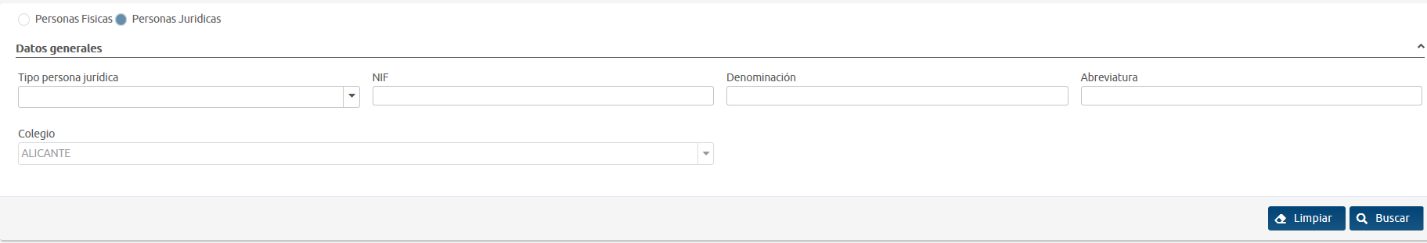 Personas Fisicas Personas Juridicas
Datos generales
Tipo persona jurídica NIF Denominación Abreviatura
Colegio
ALICANTE
Limpiar Buscar